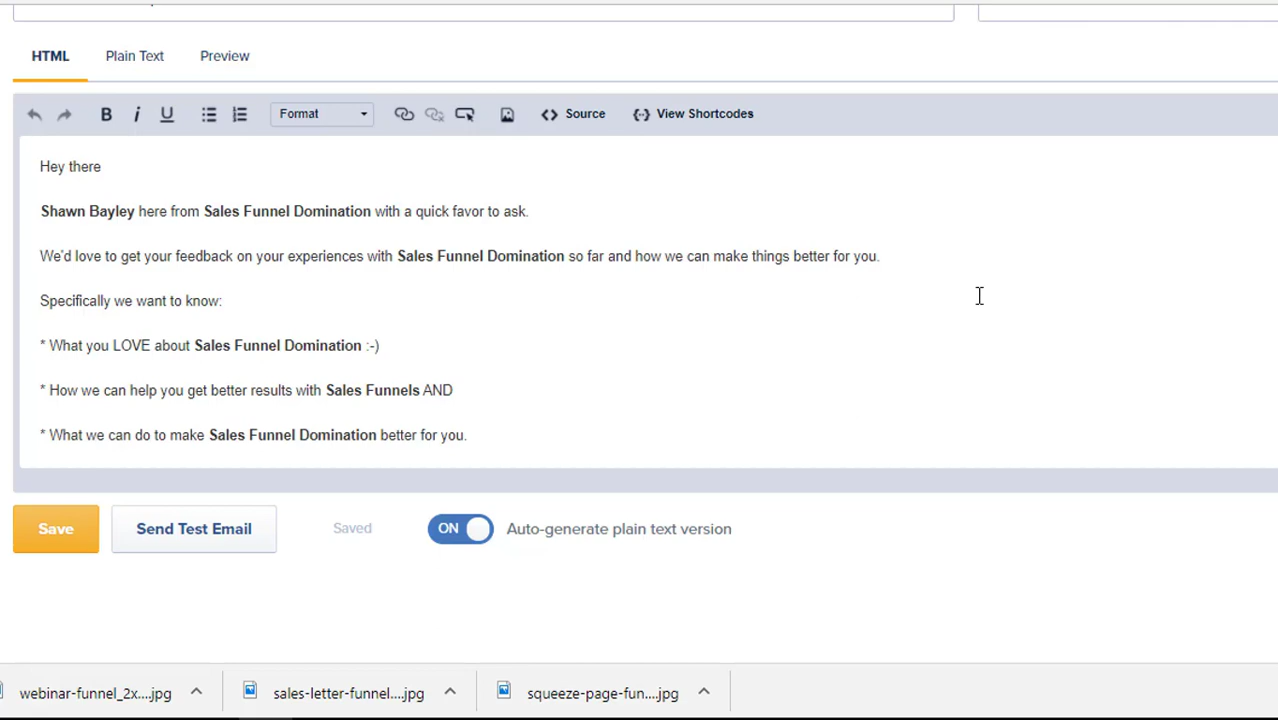 HTML Plain Text Preview
B i U Format Source View Shortcodes
Hey there
Shawn Bayley here from Sales Funnel Domination with a quick favor to ask.
We'd love to get your feedback on your experiences with Sales Funnel Domination so far and how we can make things better for you.
Specifically we want to know:
* What you LOVE about Sales Funnel Domination :-)
* How we can help you get better results with Sales Funnels AND
* What we can do to make Sales Funnel Domination better for you.
Save Send Test Email Saved ON Auto-generate plain text version
webinar-funnel_2x....jpg sales-letter-funnel....jpg squeeze-page-fun....jpg